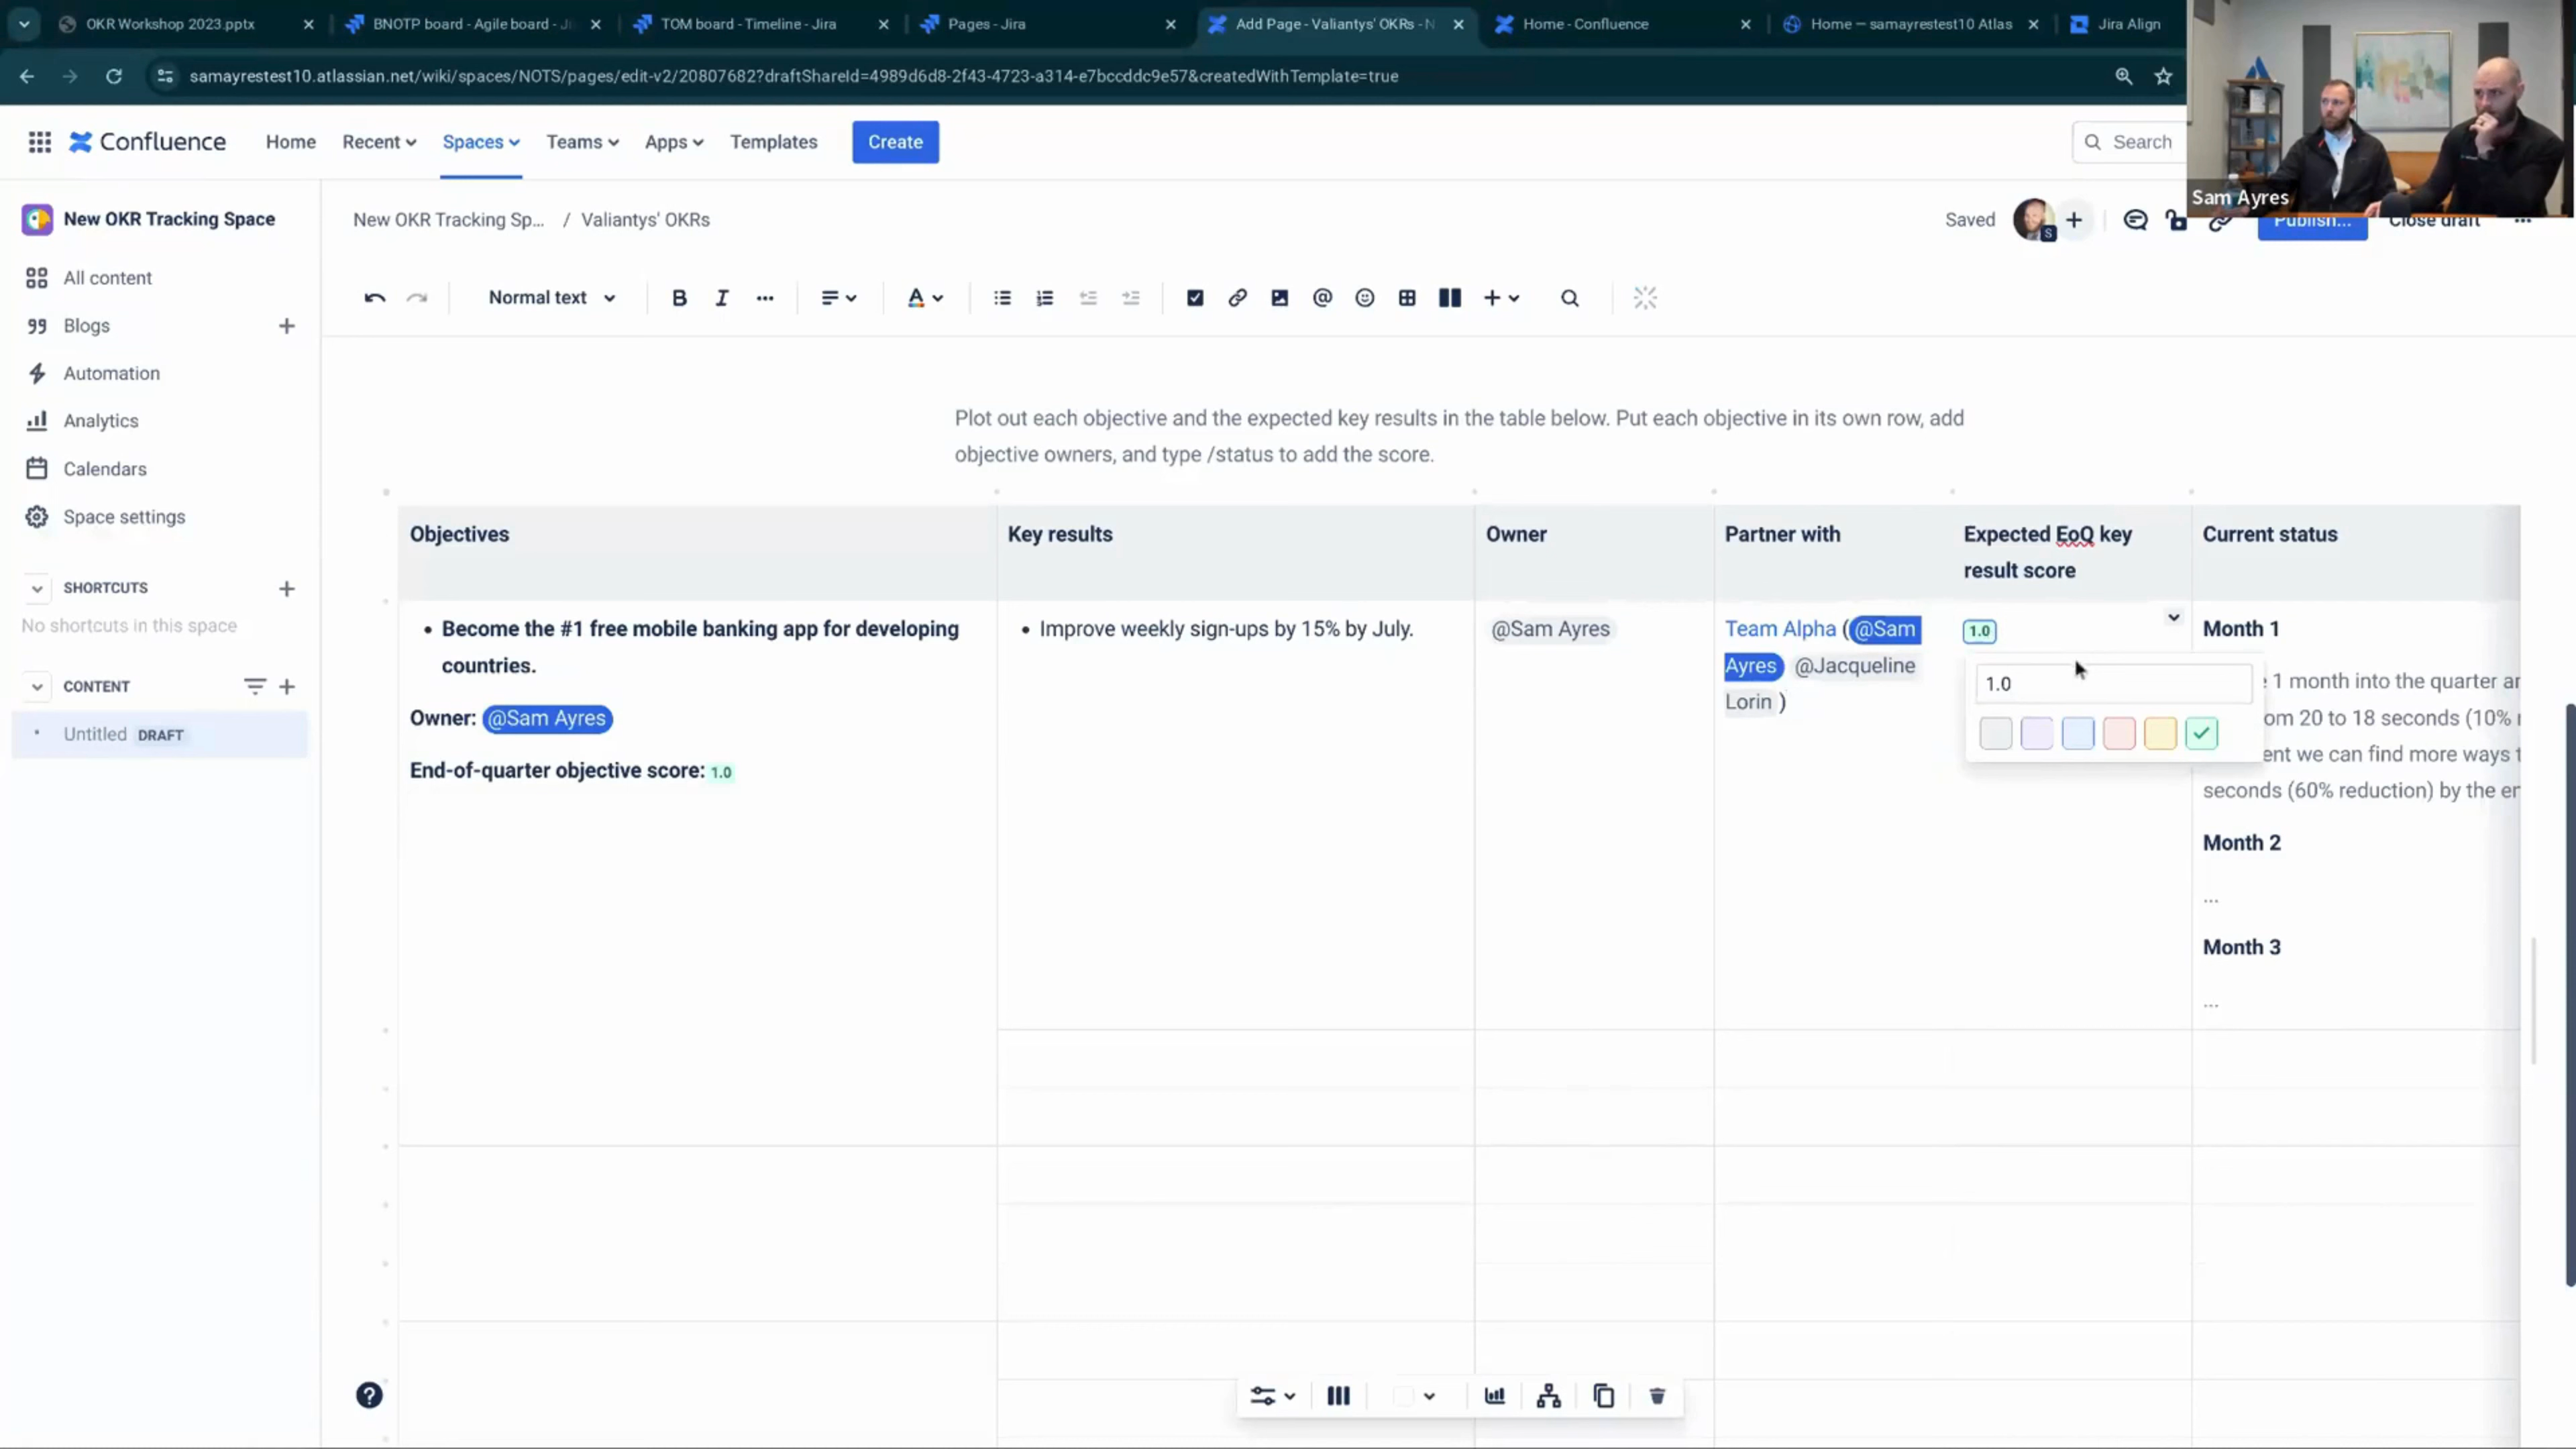 OKR Workshop 2023.pptx
BNOTP board - Agile board - Ji
TOM board - Timeline - Jira
Pages - Jira
Add Page - Valiantys' OKRs - N
Home - Confluence
Home — samayrestest10 Atlas
Jira Align
samayrestest10.atlassian.net/wiki/spaces/NOTS/pages/edit-v2/20807682?draftShareId=4989d6d8-2f43-4723-a314-e7bccddc9e57&createdWithTemplate=true
Confluence
Home
Recent
Spaces
Teams
Apps
Templates
Create
Search
Sam Ayres
New OKR Tracking Space
All content
Blogs
Automation
Analytics
Calendars
Space settings
SHORTCUTS
No shortcuts in this space
CONTENT
Untitled DRAFT
New OKR Tracking Sp... / Valiantys' OKRs
Saved
S
Publish...
Close draft
Normal text
B
I
A
Plot out each objective and the expected key results in the table below. Put each objective in its own row, add
objective owners, and type /status to add the score.
Objectives
Key results
Owner
Partner with
Expected EoQ key
result score
Current status
• Become the #1 free mobile banking app for developing
countries.
Owner: @Sam Ayres
End-of-quarter objective score: 1.0
• Improve weekly sign-ups by 15% by July.
@Sam Ayres
Team Alpha (@Sam
Ayres @Jacqueline
Lorin )
1.0
1.0
Month 1
1 month into the quarter
om 20 to 18 seconds (10%
ent we can find more ways
seconds (60% reduction) by the
Month 2
...
Month 3
...